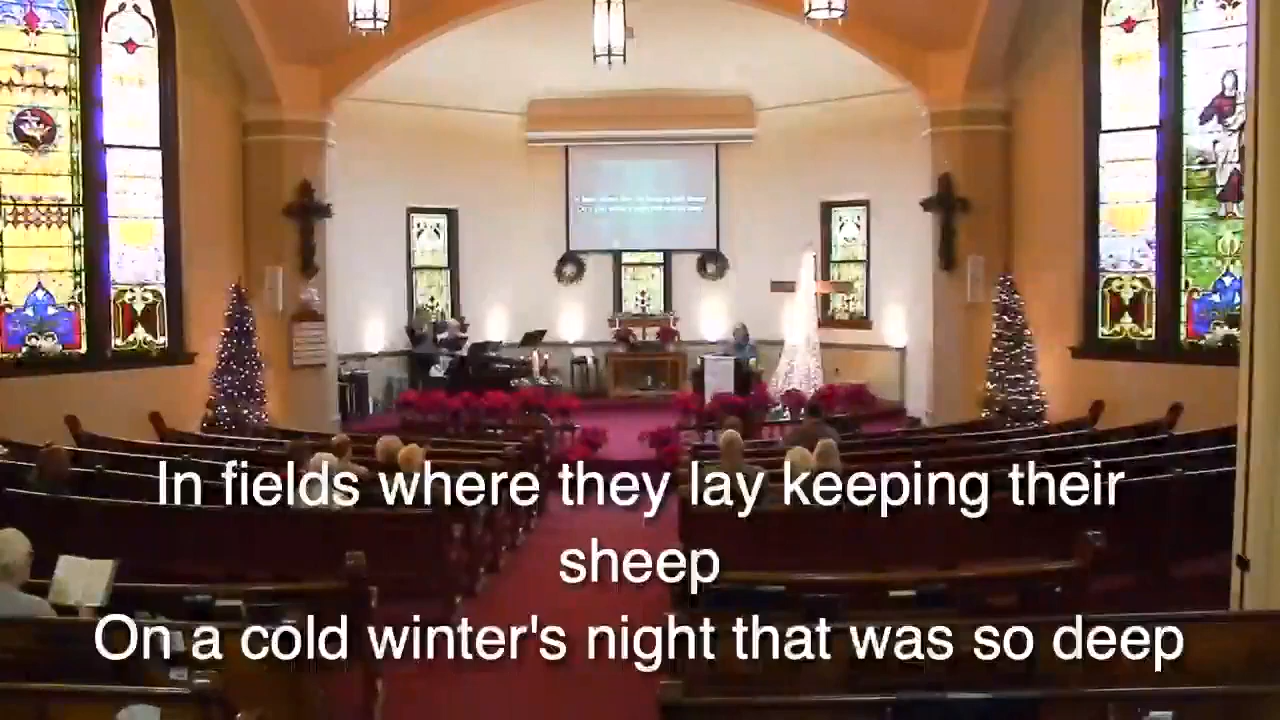 In fields where they lay keeping their
sheep
On a cold winter's night that was so deep